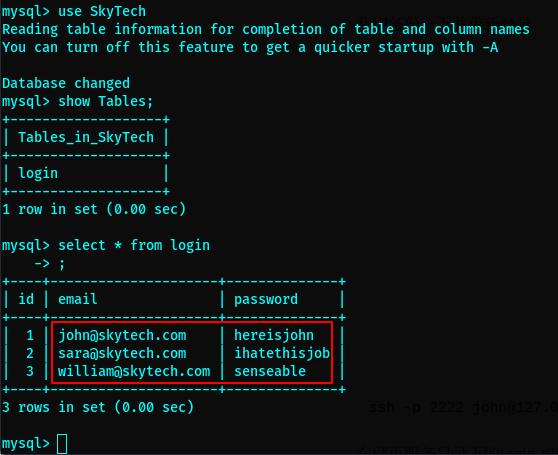 mysql> use SkyTech
Reading table information for completion of table and column names
You can turn off this feature to get a quicker startup with -A
Database changed
mysql> show Tables;
+-------------------+
| Tables_in_SkyTech |
+-------------------+
| login             |
+-------------------+
1 row in set (0.00 sec)
mysql> select * from login
    -> ;
+----+---------------------+--------------+
| id | email               | password     |
+----+---------------------+--------------+
|  1 | john@skytech.com    | hereisjohn   |
|  2 | sara@skytech.com    | ihatethisjob |
|  3 | william@skytech.com | senseable    |
+----+---------------------+--------------+
3 rows in set (0.00 sec)
ssh -p 2222 john@127.0
mysql>